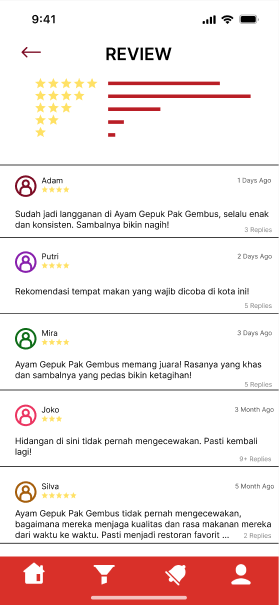 9:41
REVIEW
Adam
1 Days Ago
Sudah jadi langganan di Ayam Gepuk Pak Gembus, selalu enak
dan konsisten. Sambalnya bikin nagih!
3 Replies
Putri
2 Days Ago
Rekomendasi tempat makan yang wajib dicoba di kota ini!
5 Replies
Mira
3 Days Ago
Ayam Gepuk Pak Gembus memang juara! Rasanya yang khas
dan sambalnya yang pedas bikin ketagihan!
5 Replies
Joko
3 Month Ago
Hidangan di sini tidak pernah mengecewakan. Pasti kembali
lagi!
9+ Replies
Silva
5 Month Ago
Ayam Gepuk Pak Gembus tidak pernah mengecewakan,
bagaimana mereka menjaga kualitas dan rasa makanan mereka
dari waktu ke waktu. Pasti menjadi restoran favorit ...
2 Replies